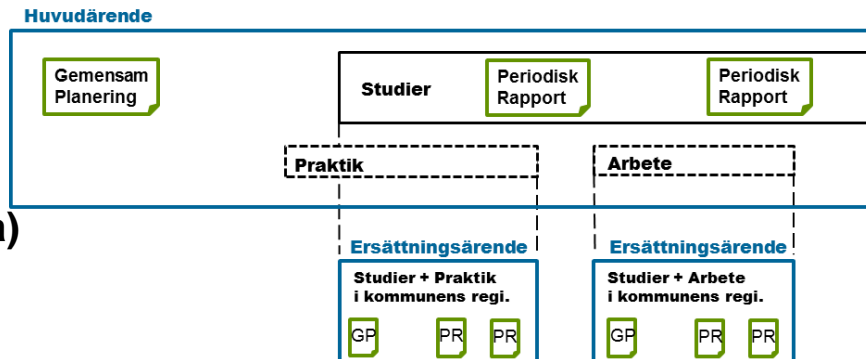 Huvudärende
Gemensam
Planering
Studier
Periodisk
Rapport
Periodisk
Rapport
Praktik
Arbete
a)
Ersättningsärende
Studier + Praktik
i kommunens regi.
GP
PR
PR
Ersättningsärende
Studier + Arbete
i kommunens regi.
GP
PR
PR